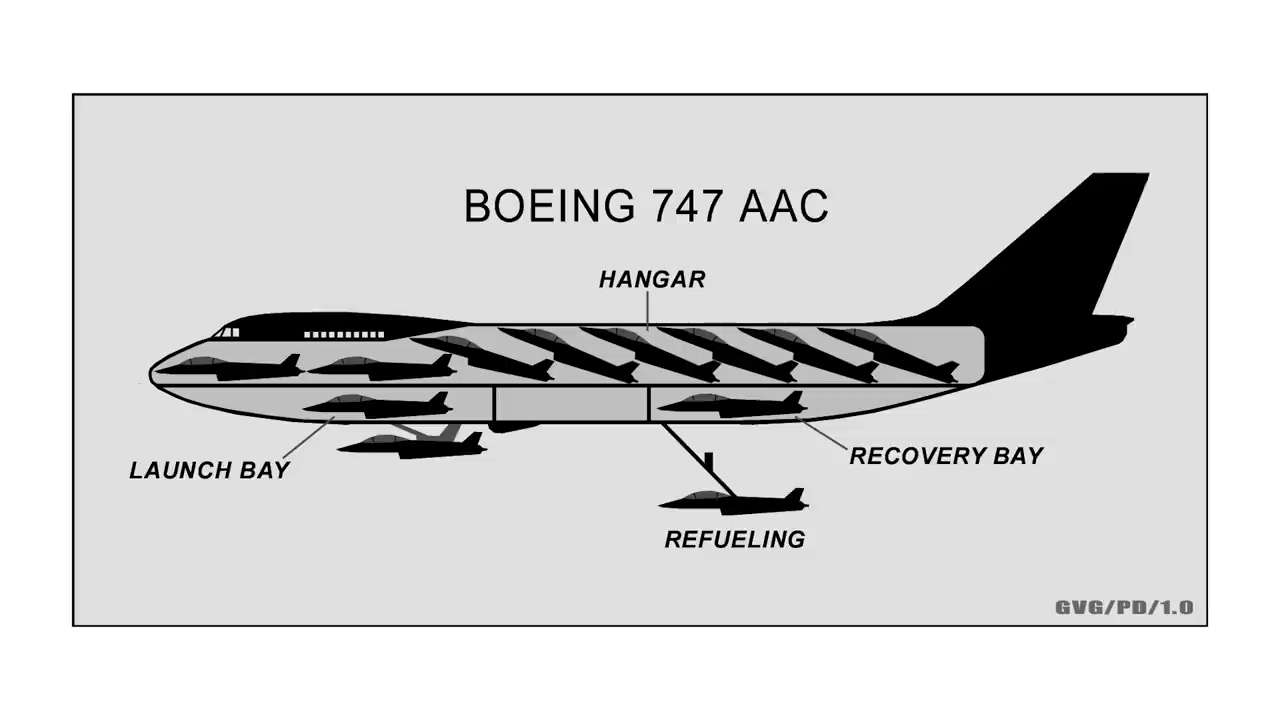 BOEING 747 AAC
HANGAR
LAUNCH BAY
RECOVERY BAY
REFUELING
GVG/PD/1.0